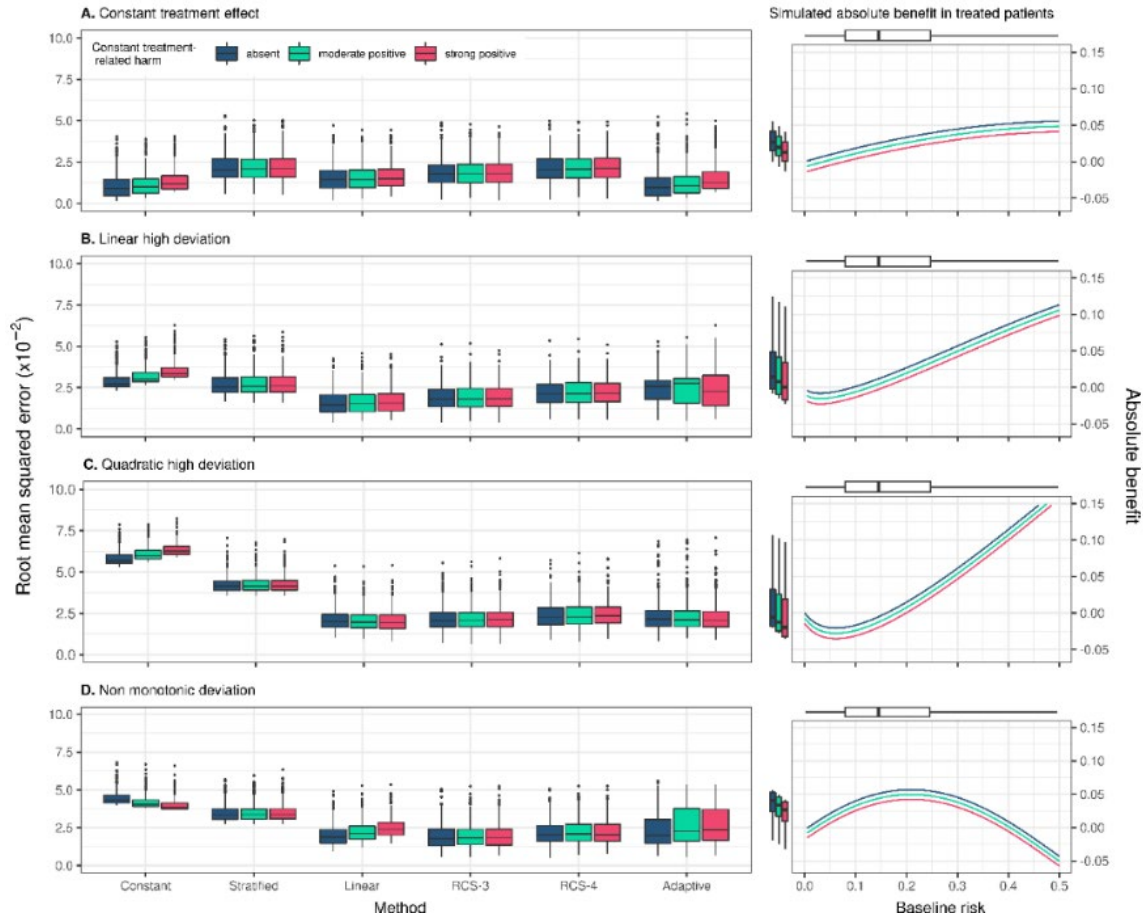 A. Constant treatment effect
Simulated absolute benefit in treated patients
Constant treatment-
related harm
absent
moderate positive
strong positive
10.0
7.5
5.0
2.5
0.0
0.15
0.10
0.05
0.00
-0.05
B. Linear high deviation
10.0
7.5
5.0
2.5
0.0
0.15
0.10
0.05
0.00
-0.05
C. Quadratic high deviation
10.0
7.5
5.0
2.5
0.0
0.15
0.10
0.05
0.00
-0.05
D. Non monotonic deviation
10.0
7.5
5.0
2.5
0.0
0.15
0.10
0.05
0.00
-0.05
Root mean squared error (x10⁻²)
Absolute benefit
Constant
Stratified
Linear
RCS-3
RCS-4
Adaptive
0.0
0.1
0.2
0.3
0.4
0.5
Method
Baseline risk